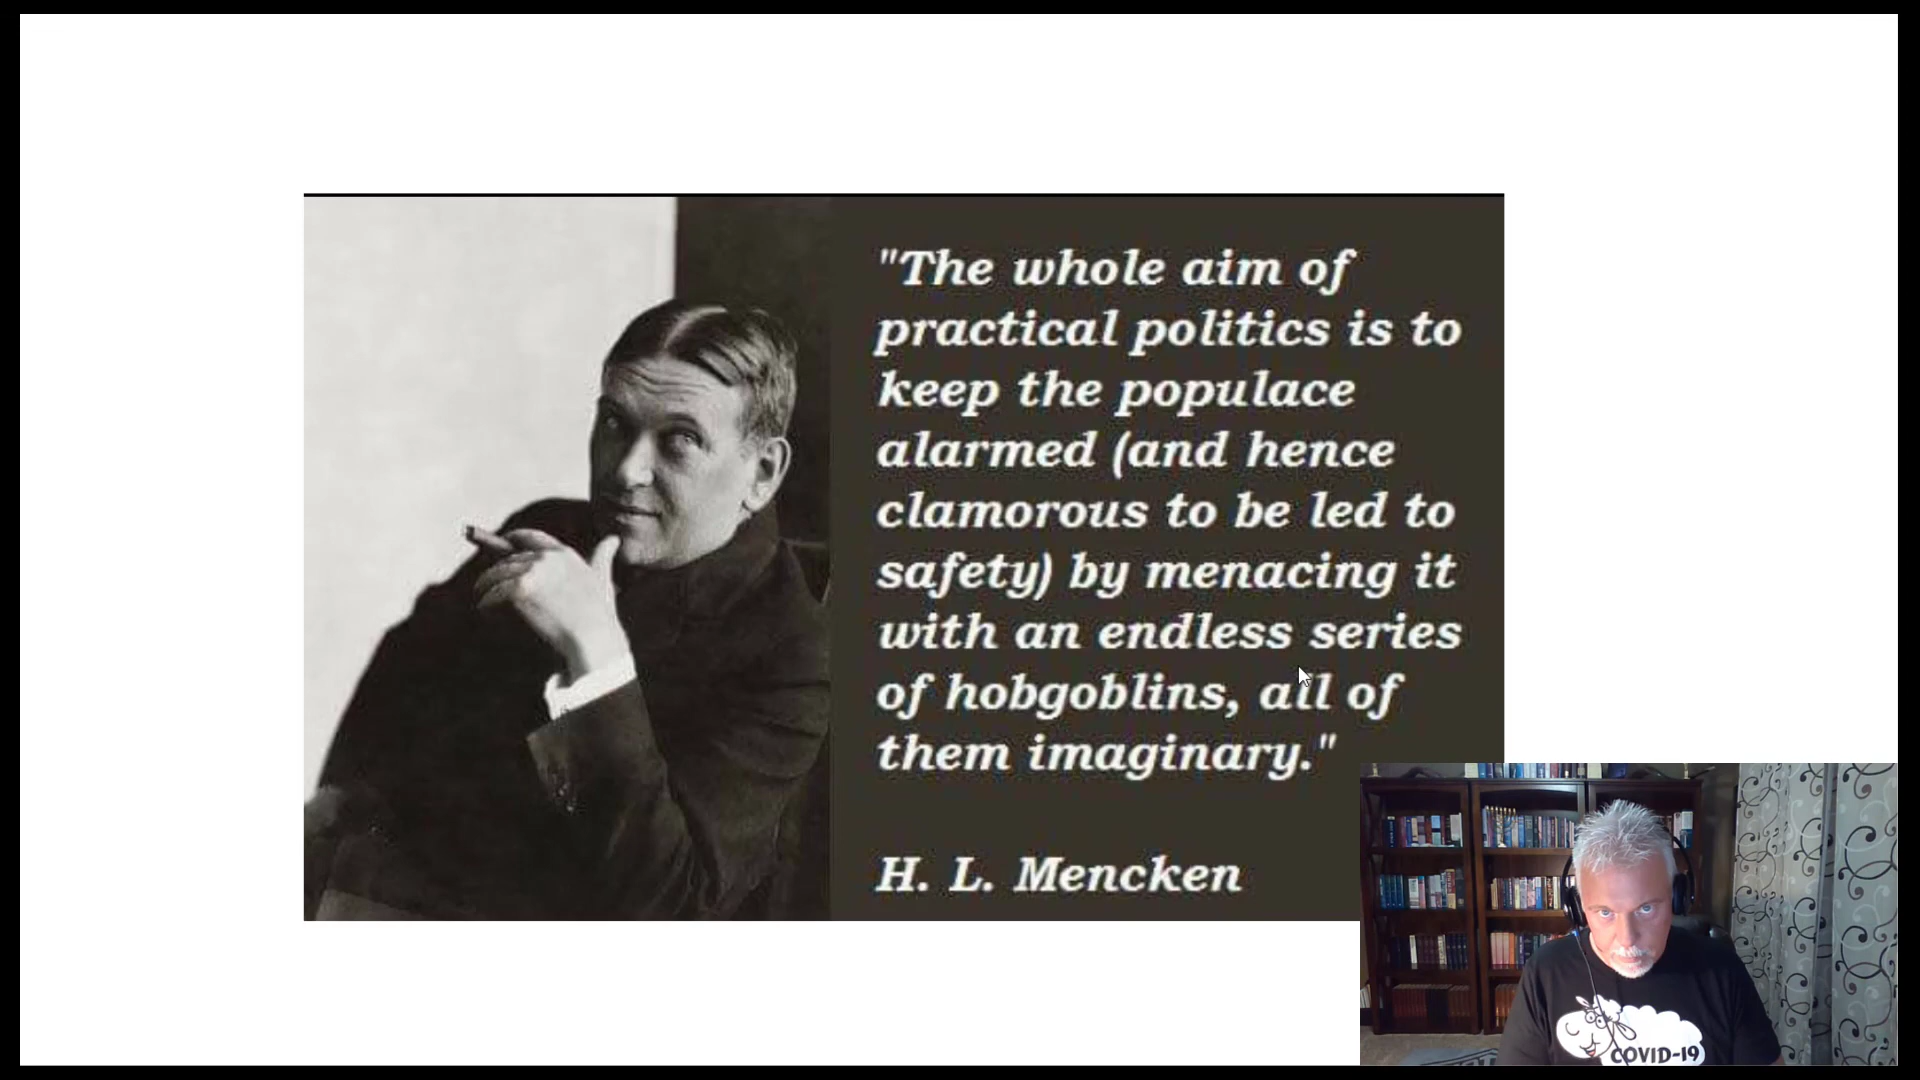 "The whole aim of
practical politics is to
keep the populace
alarmed (and hence
clamorous to be led to
safety) by menacing it
with an endless series
of hobgoblins, all of
them imaginary."
H. L. Mencken
COVID-19